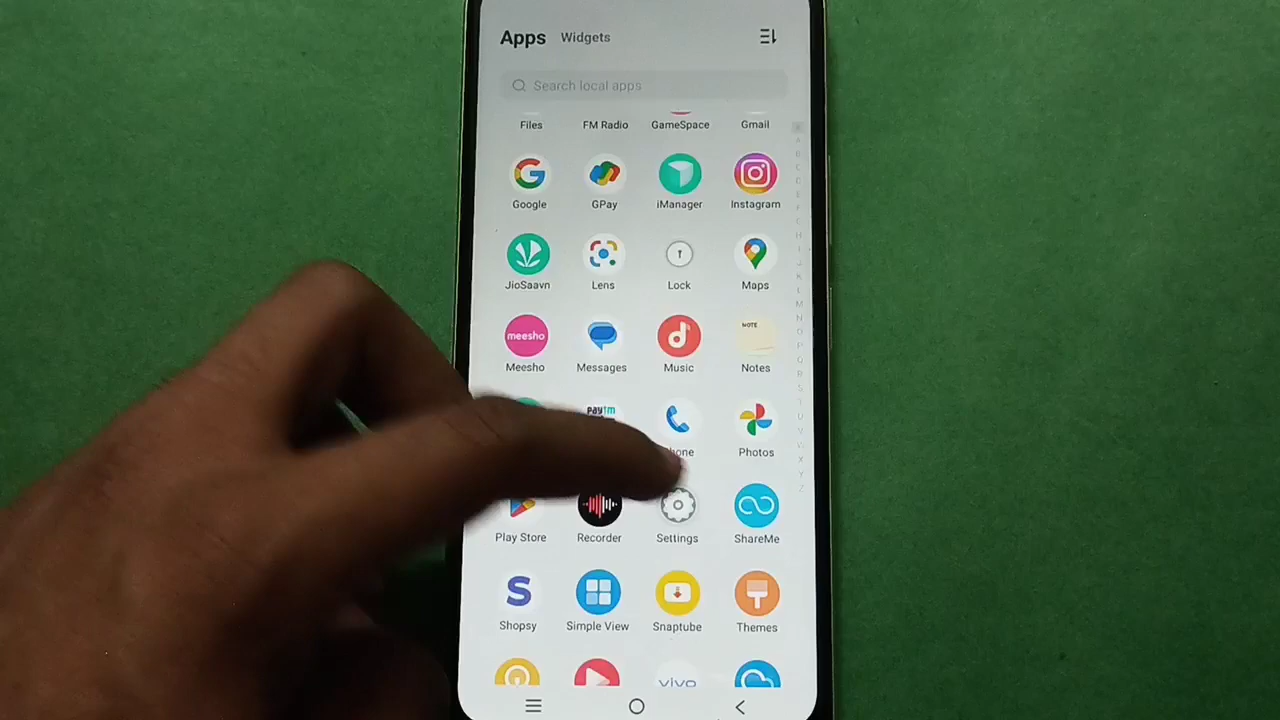 Apps Widgets
Search local apps
Files FM Radio GameSpace Gmail
Google GPay iManager Instagram
JioSaavn Lens Lock Maps
meesho NOTE
Meesho Messages Music Notes
paytm
Photos
Play Store Recorder Settings ShareMe
S
Shopsy Simple View Snaptube Themes
vivo